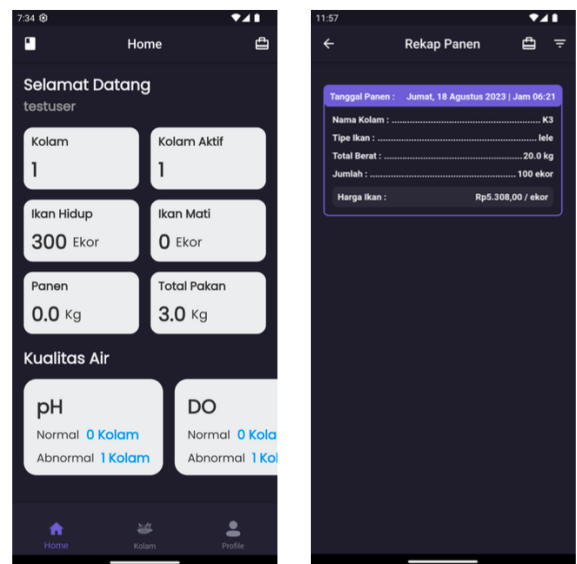 7:34
Home
Selamat Datang
testuser
Kolam
1
Kolam Aktif
1
Ikan Hidup
300 Ekor
Ikan Mati
0 Ekor
Panen
0.0 Kg
Total Pakan
3.0 Kg
Kualitas Air
pH
Normal 0 Kolam
Abnormal 1 Kolam
DO
Normal 0 Kola
Abnormal 1 Kol
Home
Kolam
Profile
11:57
Rekap Panen
Tanggal Panen : Jumat, 18 Agustus 2023 | Jam 06:21
Nama Kolam : ........................................................ K3
Tipe Ikan : ............................................................. lele
Total Berat : ..................................................... 20.0 kg
Jumlah : ......................................................... 100 ekor
Harga Ikan : Rp5.308,00 / ekor